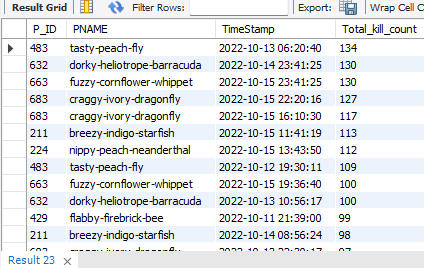 Result Grid Filter Rows: Export: Wrap Cell C
P_ID PNAME TimeStamp Total_kill_count
483 tasty-peach-fly 2022-10-13 06:20:40 134
632 dorky-heliotrope-barracuda 2022-10-14 23:41:25 130
663 fuzzy-cornflower-whippet 2022-10-15 23:41:25 130
683 craggy-ivory-dragonfly 2022-10-15 22:20:16 127
683 craggy-ivory-dragonfly 2022-10-15 16:10:30 117
211 breezy-indigo-starfish 2022-10-15 11:41:19 113
224 nippy-peach-neanderthal 2022-10-15 13:43:50 112
483 tasty-peach-fly 2022-10-12 19:30:11 109
663 fuzzy-cornflower-whippet 2022-10-15 19:36:40 100
632 dorky-heliotrope-barracuda 2022-10-13 10:56:17 100
429 flabby-firebrick-bee 2022-10-11 21:39:00 99
211 breezy-indigo-starfish 2022-10-14 08:56:24 98
683 craggy-ivory-dragonfly
Result 23